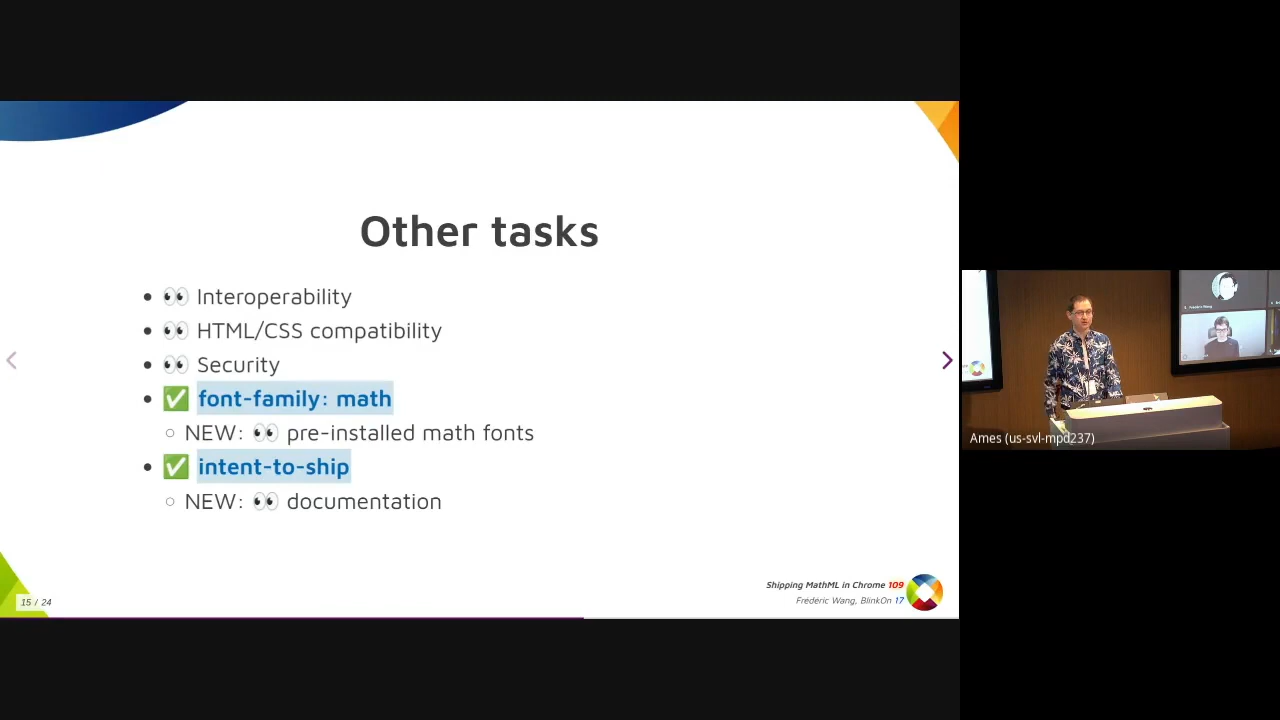 Other tasks
• 👀 Interoperability
• 👀 HTML/CSS compatibility
• 👀 Security
• ✅ font-family: math
○ NEW: 👀 pre-installed math fonts
• ✅ intent-to-ship
○ NEW: 👀 documentation
15 / 24
Shipping MathML in Chrome 109
Frédéric Wang, BlinkOn 17
Ames (us-svl-mpd237)